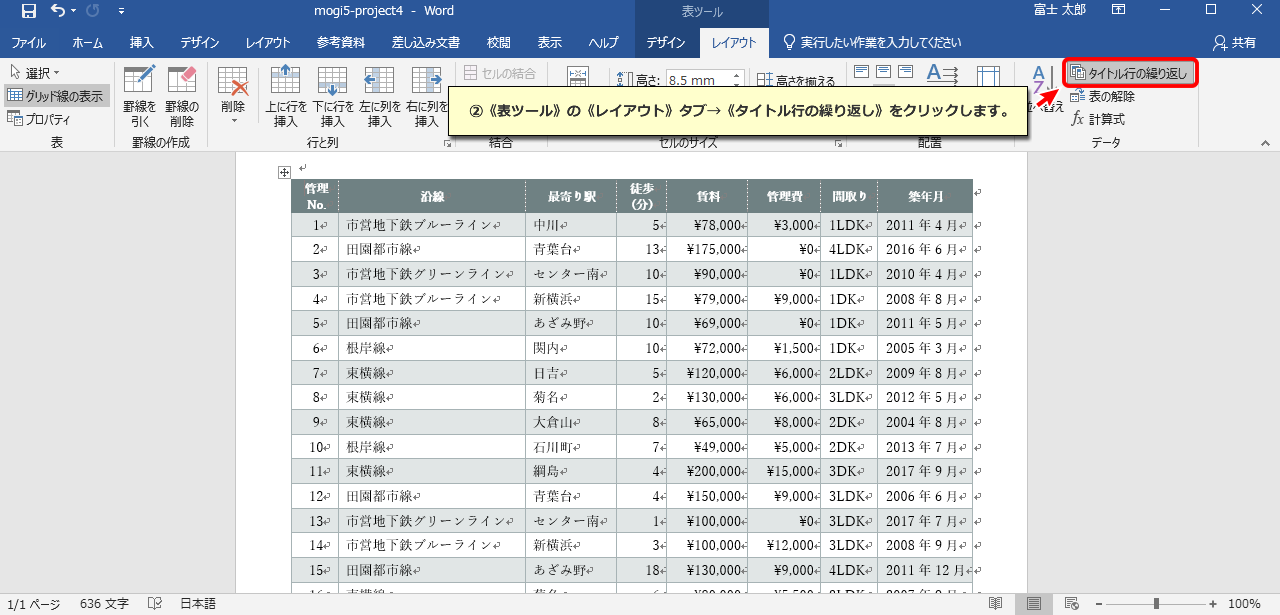 mogi5-project4 - Word
表ツール
富士 太郎
ファイル ホーム 挿入 デザイン レイアウト 参考資料 差し込み文書 校閲 表示 ヘルプ デザイン レイアウト 実行したい作業を入力してください 共有
選択
グリッド線の表示
プロパティ
表
罫線を引く
罫線の削除
罫線の作成
削除
上に行を挿入
下に行を挿入
左に列を挿入
右に列を挿入
行と列
セルの結合
結合
高さ: 8.5 mm
高さを揃える
セルのサイズ
配置
タイトル行の繰り返し
表の解除
計算式
データ
②《表ツール》の《レイアウト》タブ→《タイトル行の繰り返し》をクリックします。
管理No. 沿線 最寄り駅 徒歩(分) 賃料 管理費 間取り 築年月
1 市営地下鉄ブルーライン 中川 5 ¥78,000 ¥3,000 1LDK 2011 年 4 月
2 田園都市線 青葉台 13 ¥175,000 ¥0 4LDK 2016 年 6 月
3 市営地下鉄グリーンライン センター南 10 ¥90,000 ¥0 1LDK 2010 年 4 月
4 市営地下鉄ブルーライン 新横浜 15 ¥79,000 ¥9,000 1DK 2008 年 8 月
5 田園都市線 あざみ野 10 ¥69,000 ¥0 1DK 2011 年 5 月
6 根岸線 関内 10 ¥72,000 ¥1,500 1DK 2005 年 3 月
7 東横線 日吉 5 ¥120,000 ¥6,000 2LDK 2009 年 8 月
8 東横線 菊名 2 ¥130,000 ¥6,000 3LDK 2012 年 5 月
9 東横線 大倉山 8 ¥65,000 ¥8,000 2DK 2004 年 8 月
10 根岸線 石川町 7 ¥49,000 ¥5,000 2DK 2013 年 7 月
11 東横線 綱島 4 ¥200,000 ¥15,000 3DK 2017 年 9 月
12 田園都市線 青葉台 4 ¥150,000 ¥9,000 3LDK 2006 年 6 月
13 市営地下鉄グリーンライン センター南 1 ¥100,000 ¥0 3LDK 2017 年 7 月
14 市営地下鉄ブルーライン 新横浜 3 ¥100,000 ¥12,000 3LDK 2008 年 9 月
15 田園都市線 あざみ野 18 ¥130,000 ¥9,000 4LDK 2011 年 12 月
1/1 ページ 636 文字 日本語 100%